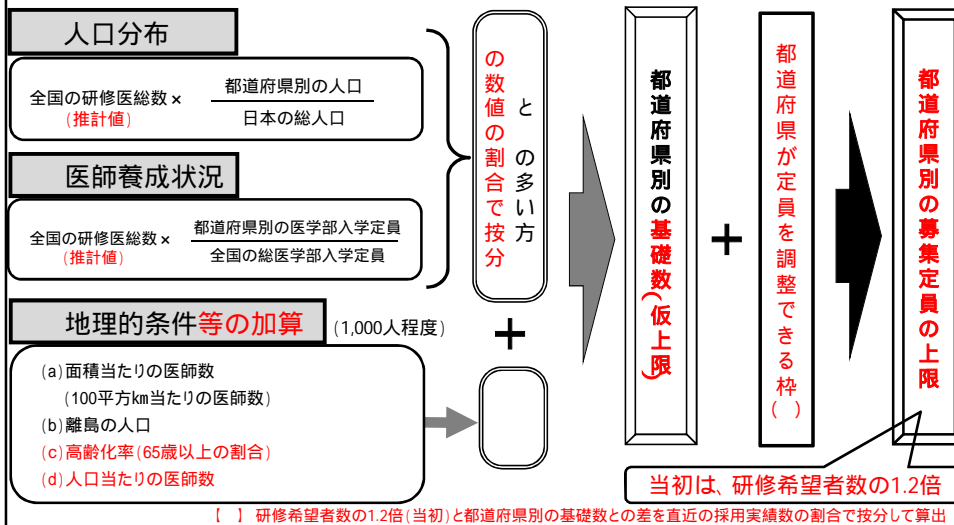 人口分布
全国の研修医総数×
(推計値)
都道府県別の人口
日本の総人口
医師養成状況
全国の研修医総数×
(推計値)
都道府県別の医学部入学定員
全国の総医学部入学定員
地理的条件等の加算
(1,000人程度)
(a)面積当たりの医師数
(100平方km当たりの医師数)
(b)離島の人口
(c)高齢化率(65歳以上の割合)
(d)人口当たりの医師数
と の多い方
の数値の割合で按分
+
都道府県別の基礎数(仮上限)
+
都道府県が定員を調整できる枠( )
都道府県別の募集定員の上限
当初は、研修希望者数の1.2倍
【 】 研修希望者数の1.2倍(当初)と都道府県別の基礎数との差を直近の採用実績数の割合で按分して算出